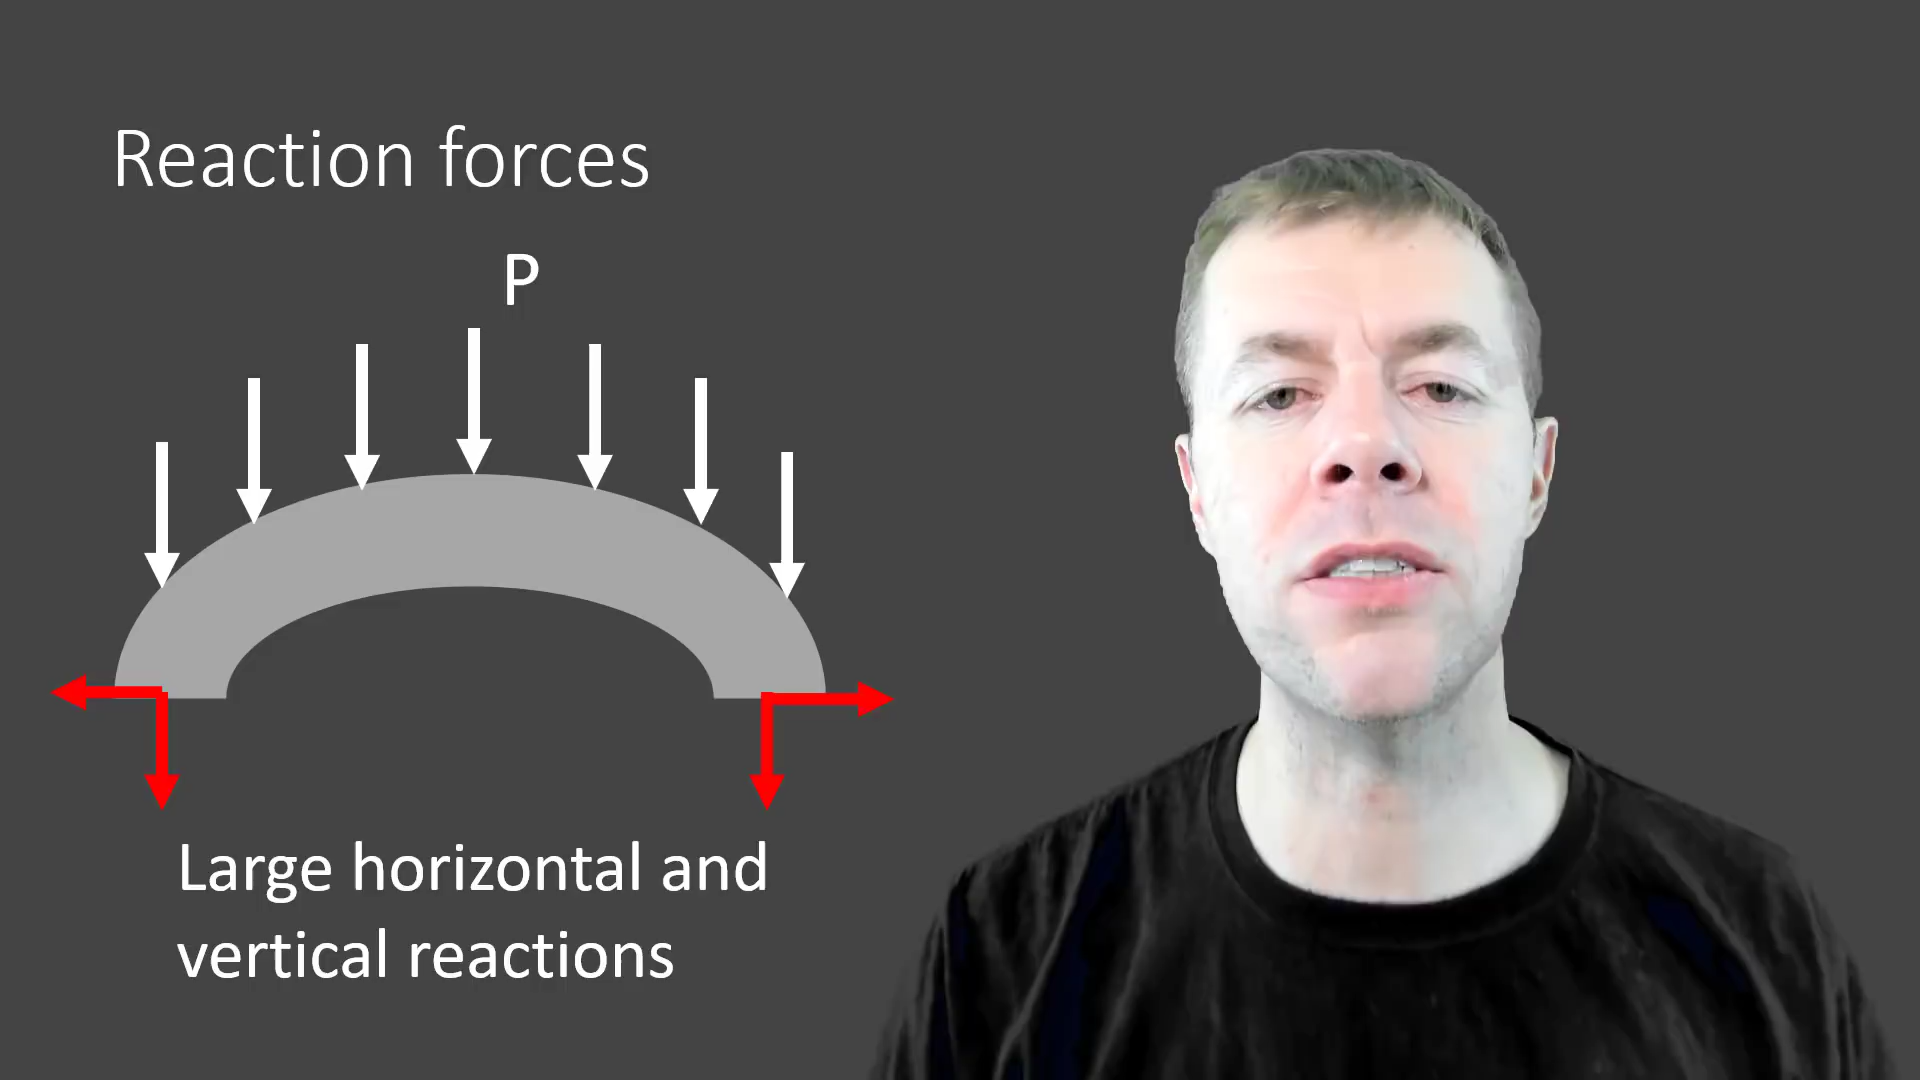 Reaction forces
P
Large horizontal and
vertical reactions